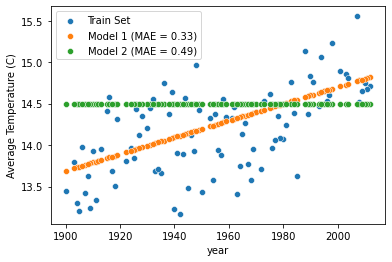 Train Set
Model 1 (MAE = 0.33)
Model 2 (MAE = 0.49)
Average Temperature (C)
15.5
15.0
14.5
14.0
13.5
1900
1920
1940
1960
1980
2000
year